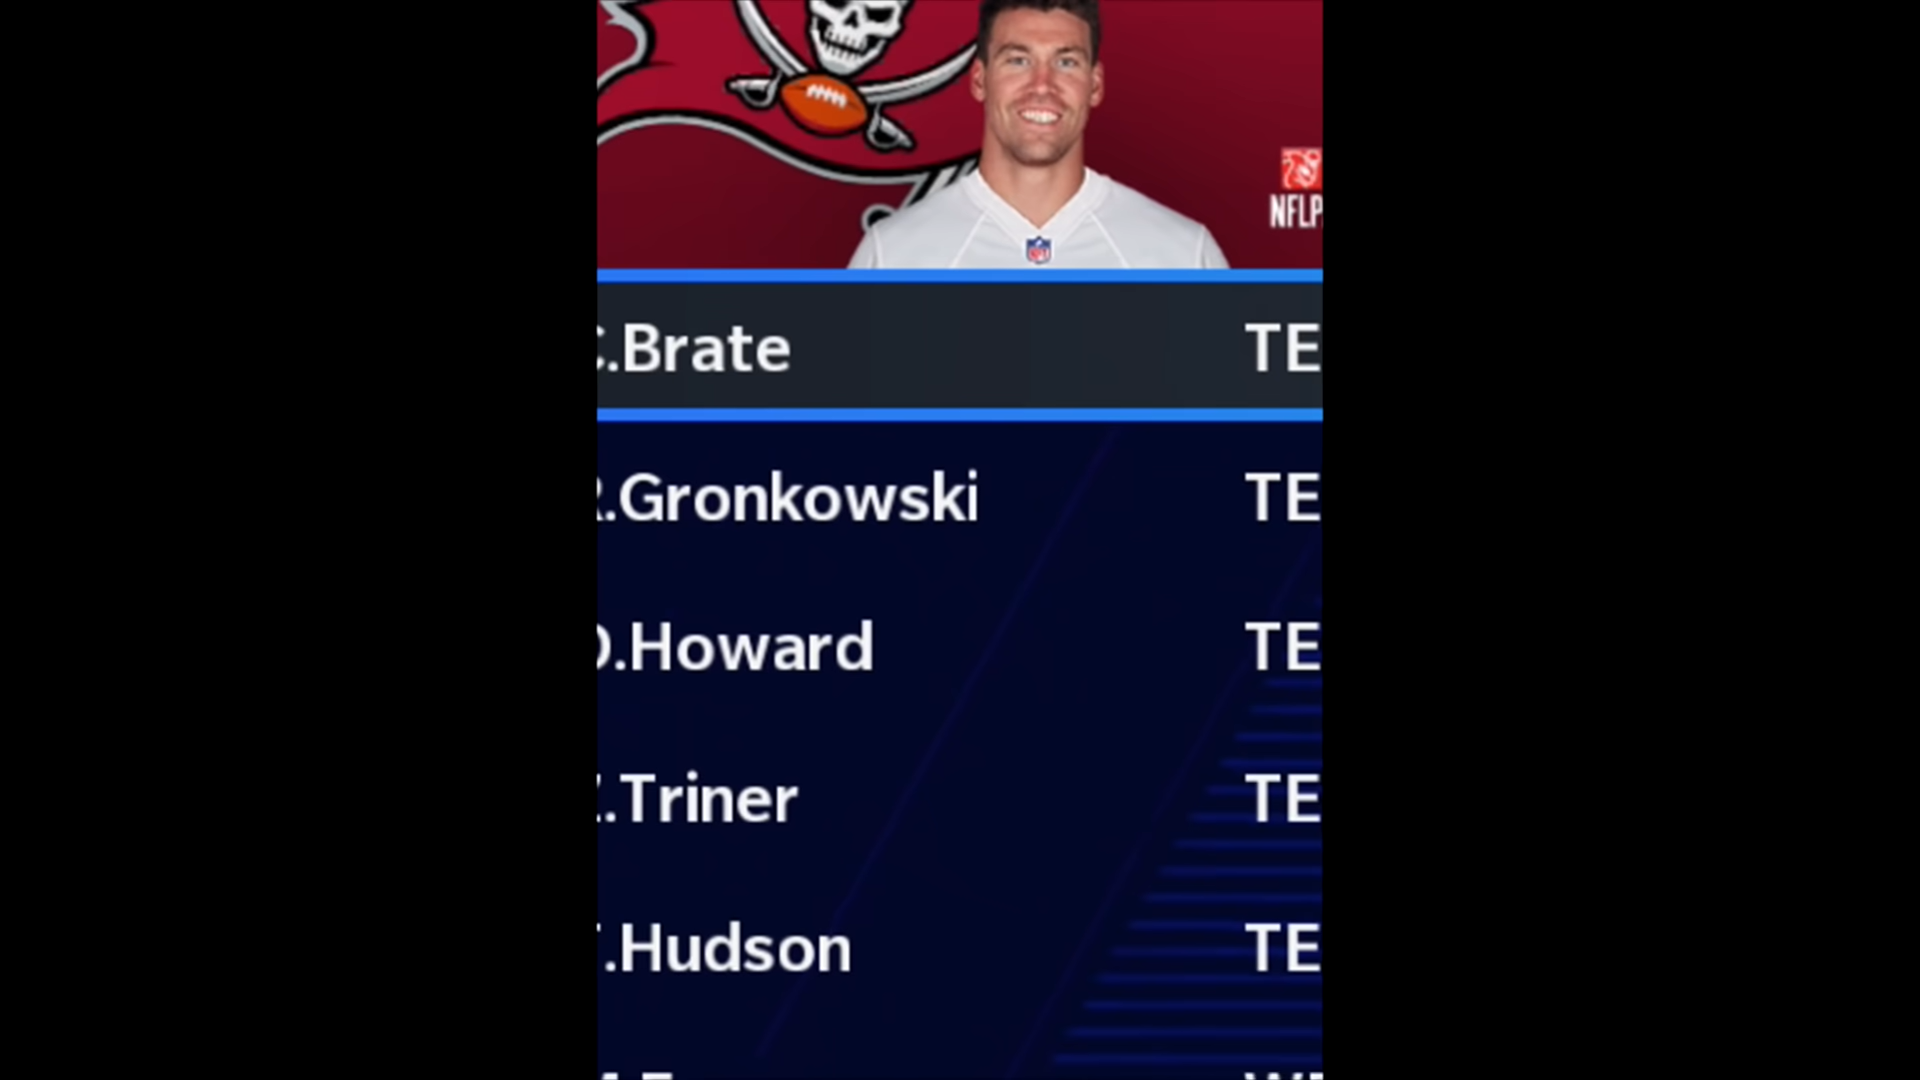 NFLP
C.Brate TE
R.Gronkowski TE
O.Howard TE
Z.Triner TE
T.Hudson TE